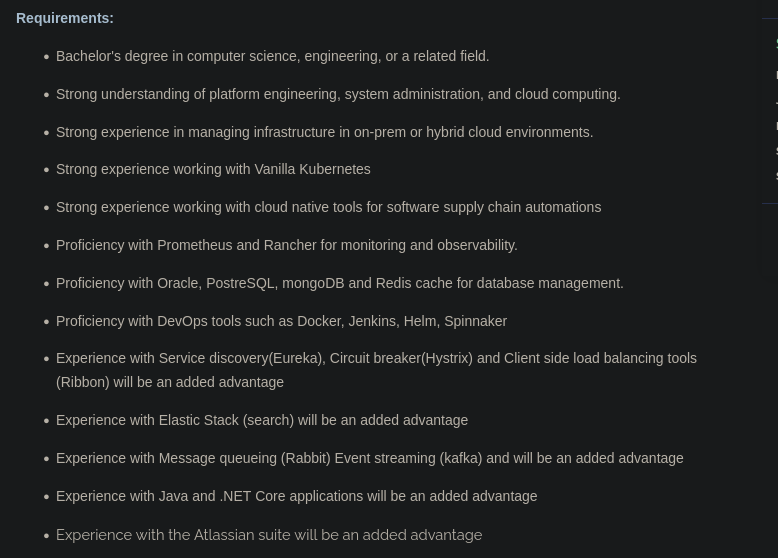 Requirements:
• Bachelor's degree in computer science, engineering, or a related field.
• Strong understanding of platform engineering, system administration, and cloud computing.
• Strong experience in managing infrastructure in on-prem or hybrid cloud environments.
• Strong experience working with Vanilla Kubernetes
• Strong experience working with cloud native tools for software supply chain automations
• Proficiency with Prometheus and Rancher for monitoring and observability.
• Proficiency with Oracle, PostreSQL, mongoDB and Redis cache for database management.
• Proficiency with DevOps tools such as Docker, Jenkins, Helm, Spinnaker
• Experience with Service discovery(Eureka), Circuit breaker(Hystrix) and Client side load balancing tools
(Ribbon) will be an added advantage
• Experience with Elastic Stack (search) will be an added advantage
• Experience with Message queueing (Rabbit) Event streaming (kafka) and will be an added advantage
• Experience with Java and .NET Core applications will be an added advantage
• Experience with the Atlassian suite will be an added advantage